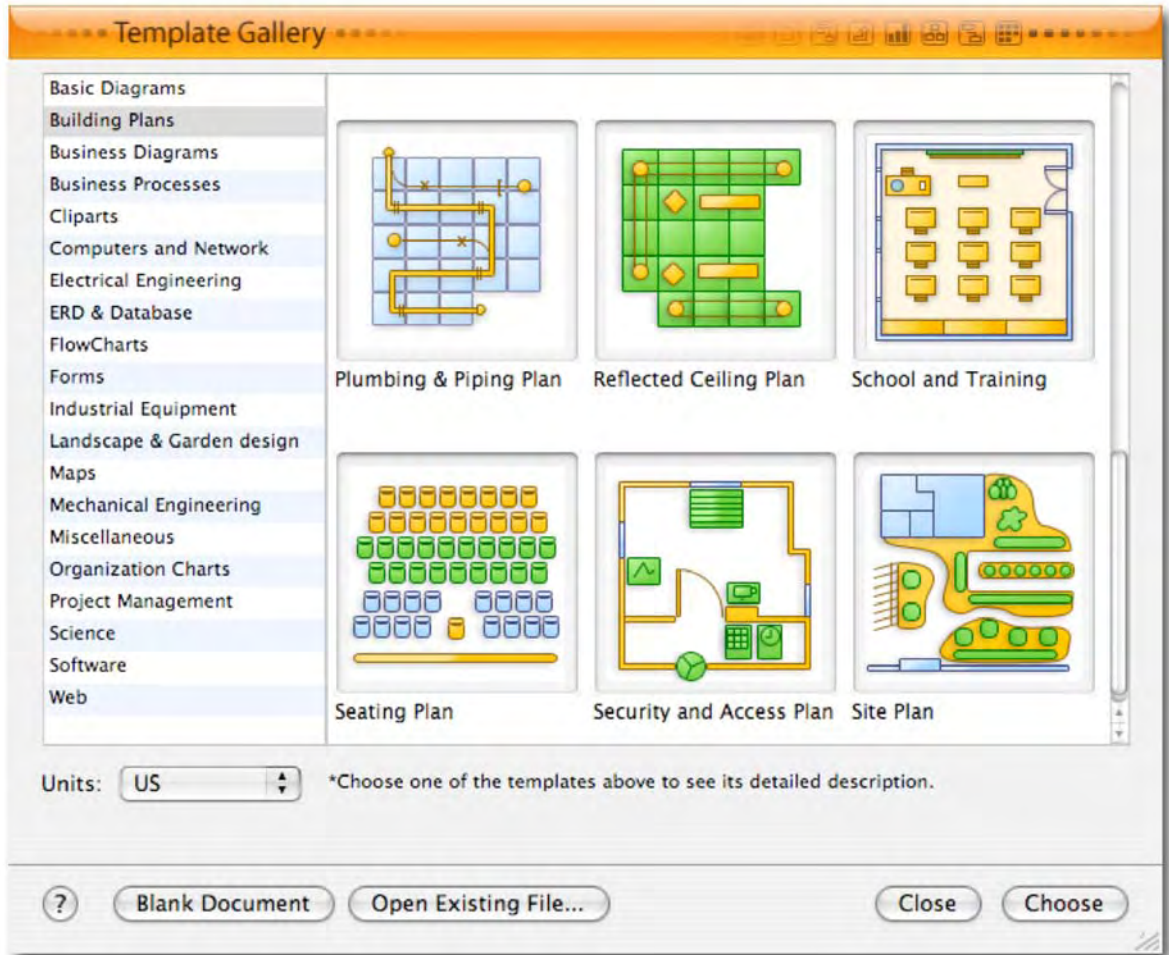 Template Gallery
Basic Diagrams
Building Plans
Business Diagrams
Business Processes
Cliparts
Computers and Network
Electrical Engineering
ERD & Database
FlowCharts
Forms
Industrial Equipment
Landscape & Garden design
Maps
Mechanical Engineering
Miscellaneous
Organization Charts
Project Management
Science
Software
Web
Plumbing & Piping Plan
Reflected Ceiling Plan
School and Training
Seating Plan
Security and Access Plan
Site Plan
Units: US
*Choose one of the templates above to see its detailed description.
? Blank Document Open Existing File... Close Choose